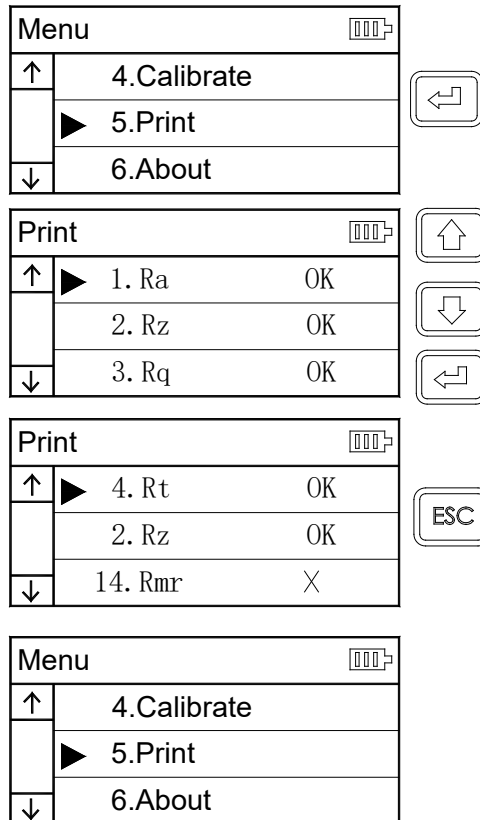 Menu
↑ 4.Calibrate
▶ 5.Print
↓ 6.About
Print
↑ ▶ 1. Ra OK
2. Rz OK
↓ 3. Rq OK
Print
↑ ▶ 4. Rt OK
ESC
2. Rz OK
↓ 14. Rmr X
Menu
↑ 4.Calibrate
▶ 5.Print
↓ 6.About